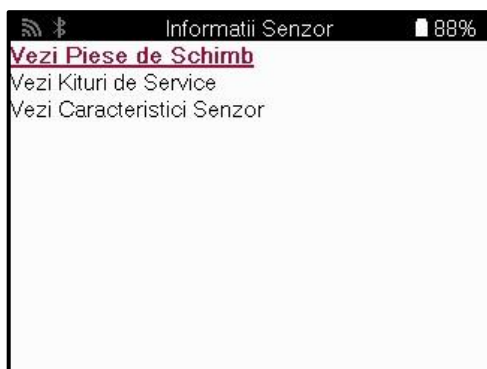 Informatii Senzor 88%
Vezi Piese de Schimb
Vezi Kituri de Service
Vezi Caracteristici Senzor